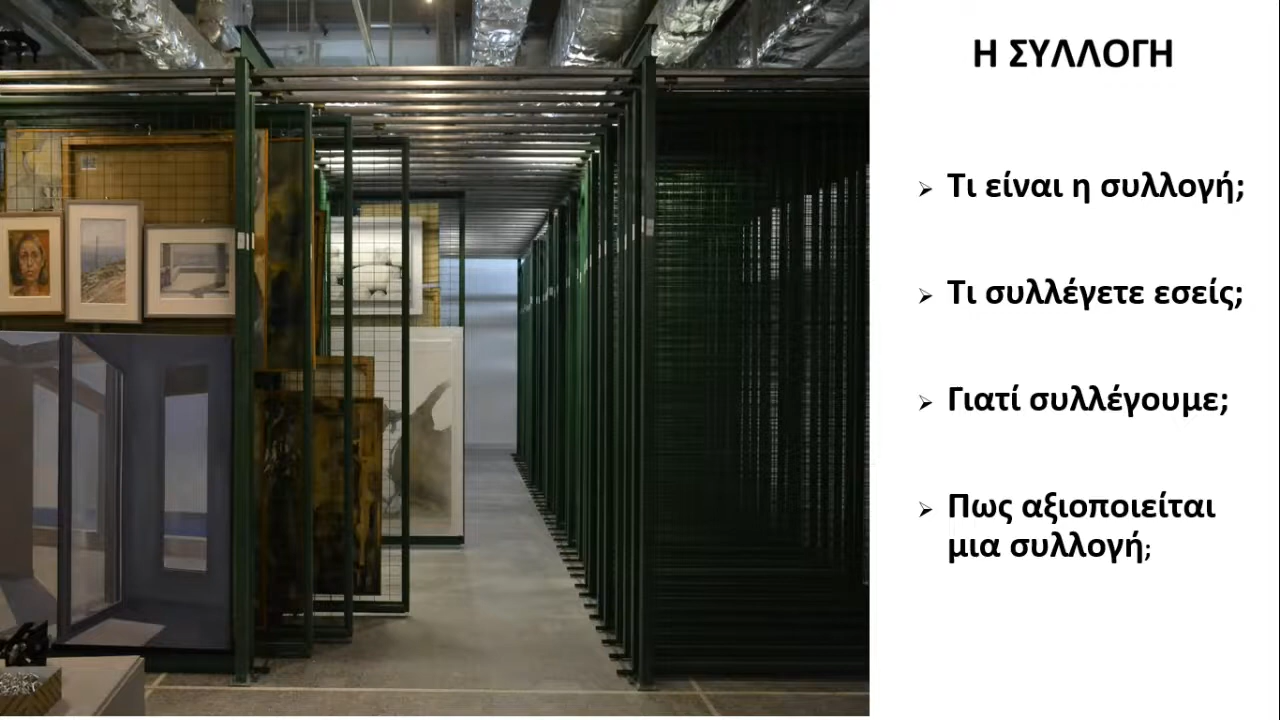 Η ΣΥΛΛΟΓΗ
Τι είναι η συλλογή;
Τι συλλέγετε εσείς;
Γιατί συλλέγουμε;
Πως αξιοποιείται
μια συλλογή;